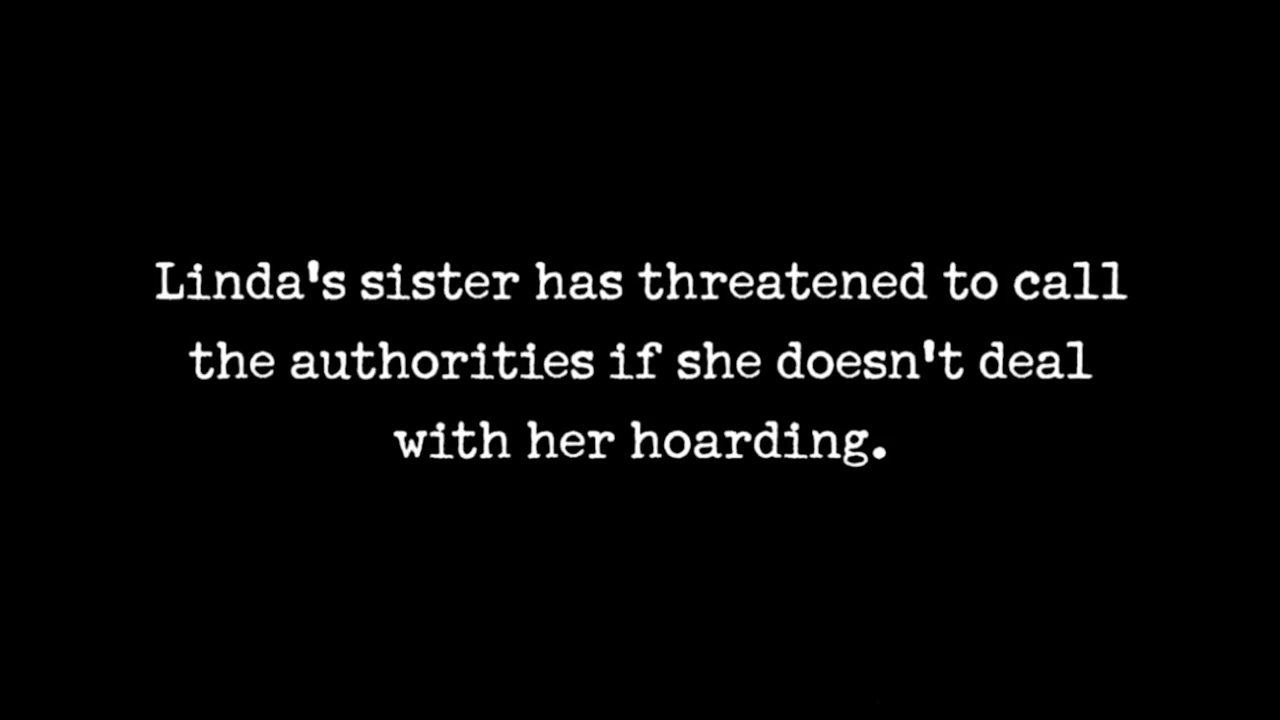 Linda's sister has threatened to call
the authorities if she doesn't deal
with her hoarding.